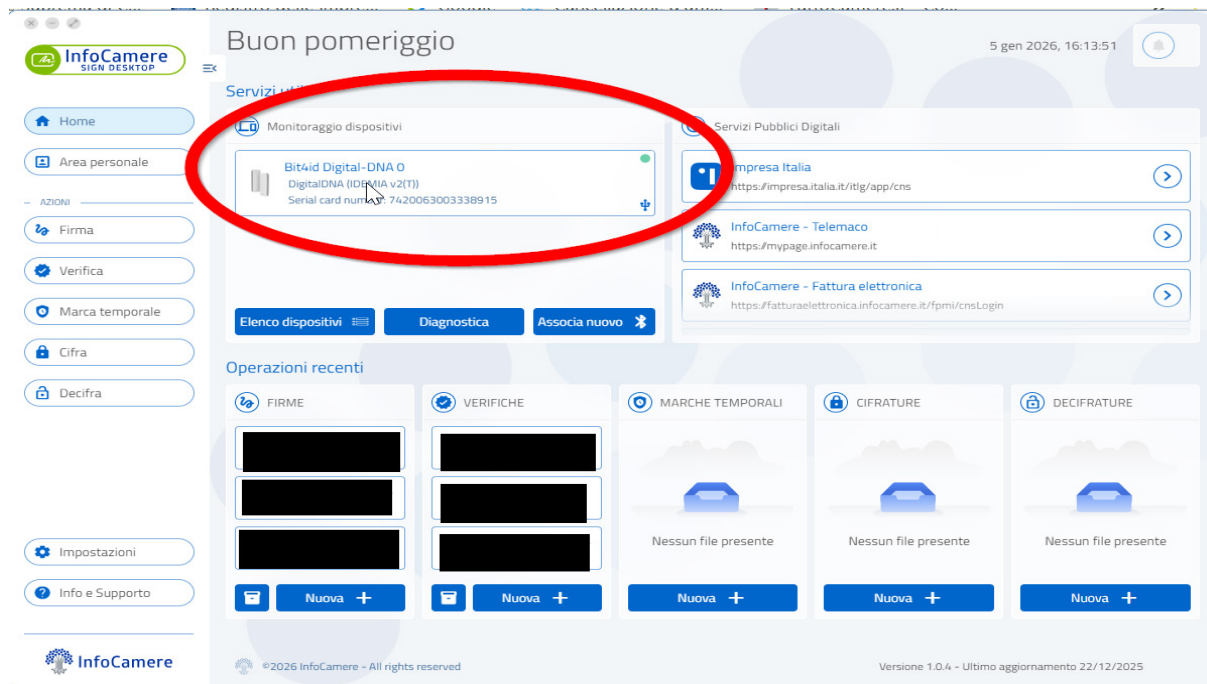 InfoCamere
SIGN DESKTOP
Buon pomeriggio
5 gen 2026, 16:13:51
Servizi
Home
Area personale
AZIONI
Firma
Verifica
Marca temporale
Cifra
Decifra
Impostazioni
Info e Supporto
InfoCamere
Monitoraggio dispositivi
Bit4id Digital-DNA 0
DigitalDNA (IDEMIA v2(T))
Serial card number: 7420063003338915
Elenco dispositivi
Diagnostica
Associa nuovo
Servizi Pubblici Digitali
Impresa Italia
https://impresa.italia.it/itlg/app/cns
InfoCamere - Telemaco
https://mypage.infocamere.it
InfoCamere - Fattura elettronica
https://fatturaelettronica.infocamere.it/fpmi/cnsLogin
Operazioni recenti
FIRME
Nuova
VERIFICHE
Nuova
MARCHE TEMPORALI
Nessun file presente
Nuova
CIFRATURE
Nessun file presente
Nuova
DECIFRATURE
Nessun file presente
Nuova
©2026 InfoCamere - All rights reserved
Versione 1.0.4 - Ultimo aggiornamento 22/12/2025